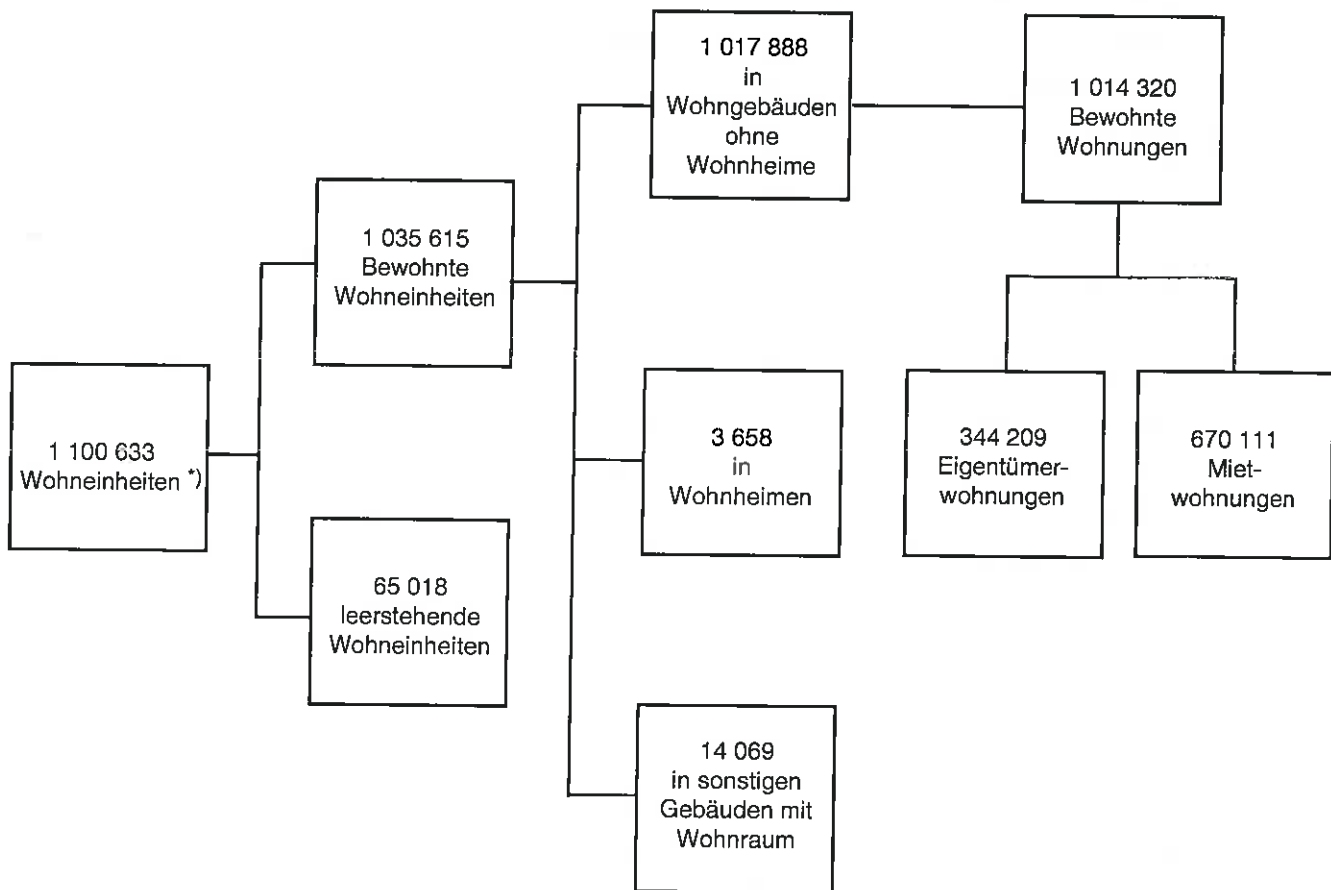 1 017 888
in
Wohngebäuden
ohne
Wohnheime
1 014 320
Bewohnte
Wohnungen
1 035 615
Bewohnte
Wohneinheiten
1 100 633
Wohneinheiten *)
3 658
in
Wohnheimen
344 209
Eigentümer-
wohnungen
670 111
Miet-
wohnungen
65 018
leerstehende
Wohneinheiten
14 069
in sonstigen
Gebäuden mit
Wohnraum